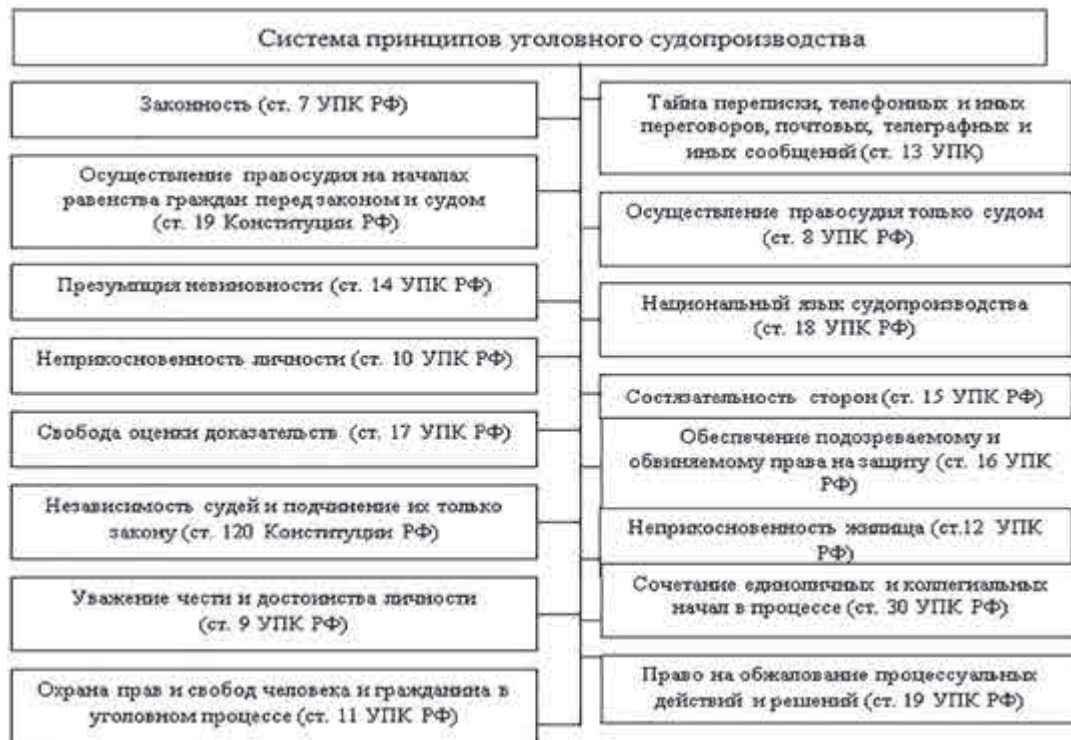 Система принципов уголовного судопроизводства
Законность (ст. 7 УПК РФ)
Осуществление правосудия на началах
равенства граждан перед законом и судом
(ст. 19 Конституции РФ)
Презумпция невиновности (ст. 14 УПК РФ)
Неприкосновенность личности (ст. 10 УПК РФ)
Свобода оценки доказательств (ст. 17 УПК РФ)
Независимость судей и подчинение их только
закону (ст. 120 Конституции РФ)
Уважение чести и достоинства личности
(ст. 9 УПК РФ)
Охрана прав и свобод человека и гражданина в
уголовном процессе (ст. 11 УПК РФ)
Тайна переписки, телефонных и иных
переговоров, почтовых, телеграфных и
иных сообщений (ст. 13 УПК)
Осуществление правосудия только судом
(ст. 8 УПК РФ)
Национальный язык судопроизводства
(ст. 18 УПК РФ)
Состязательность сторон (ст. 15 УПК РФ)
Обеспечение подозреваемому и
обвиняемому права на защиту (ст. 16 УПК
РФ)
Неприкосновенность жилища (ст.12 УПК
РФ)
Сочетание единоличных и коллегиальных
начал в процессе (ст. 30 УПК РФ)
Право на обжалование процессуальных
действий и решений (ст. 19 УПК РФ)